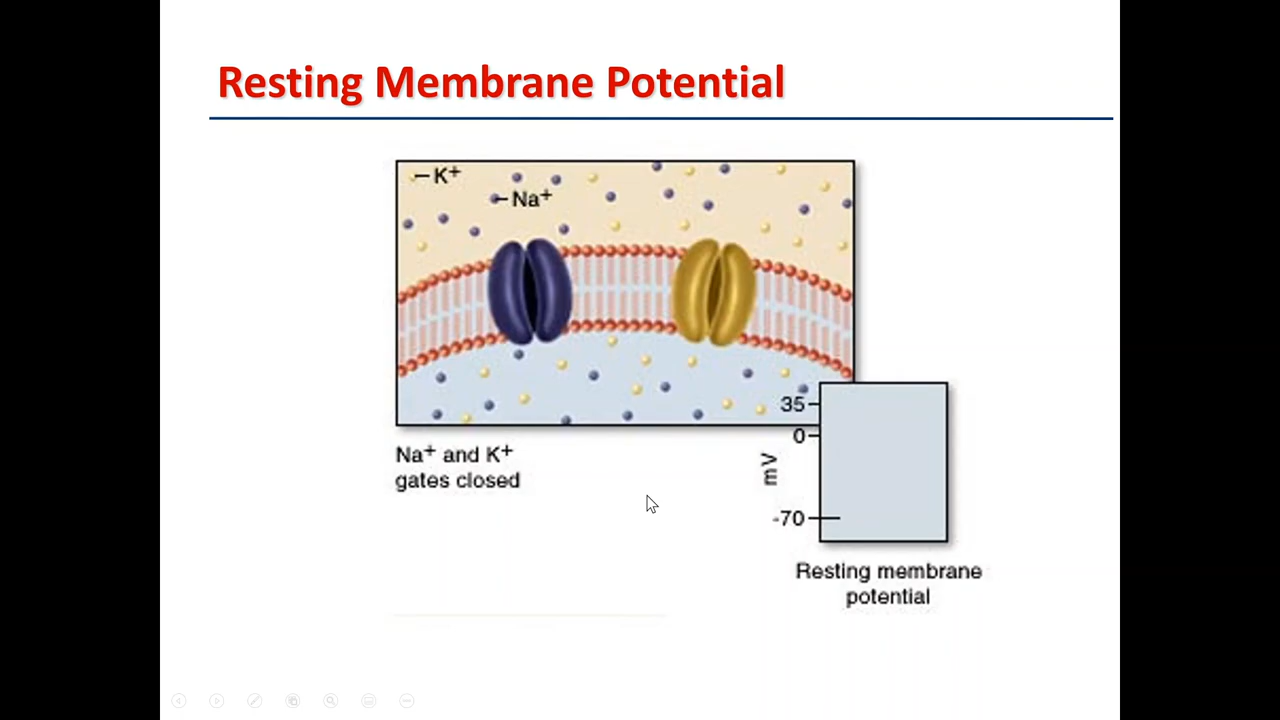 Resting Membrane Potential
K+
Na+
Na+ and K+
gates closed
35
0
mV
-70
Resting membrane
potential